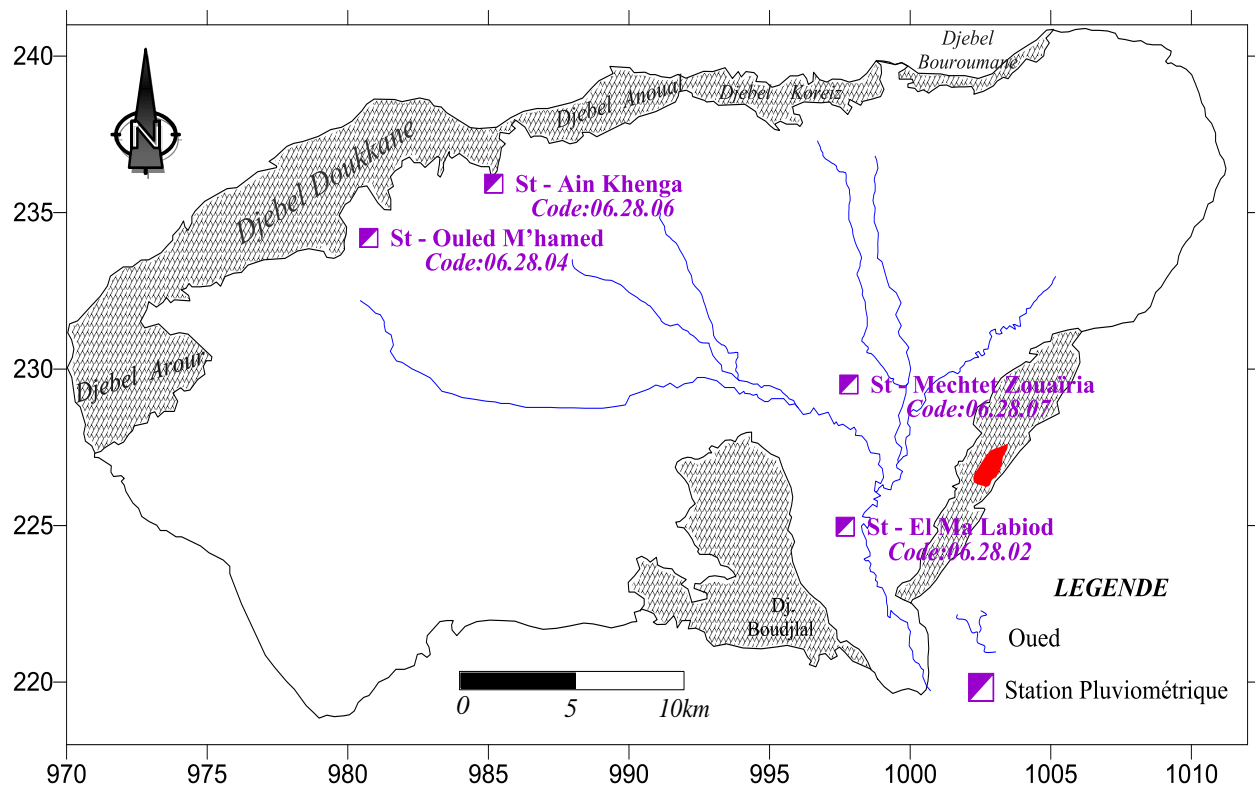 240
235
230
225
220
970
975
980
985
990
995
1000
1005
1010
N
Djebel
Bouroumane
Djebel Koreiz
Djebel Anoual
Djebel Doukkane
Djebel Arour
St - Ain Khenga
Code:06.28.06
St - Ouled M’hamed
Code:06.28.04
St - Mechtet Zouaïria
Code:06.28.07
St - El Ma Labiod
Code:06.28.02
Dj.
Boudjlal
LEGENDE
Oued
Station Pluviométrique
0 5 10km